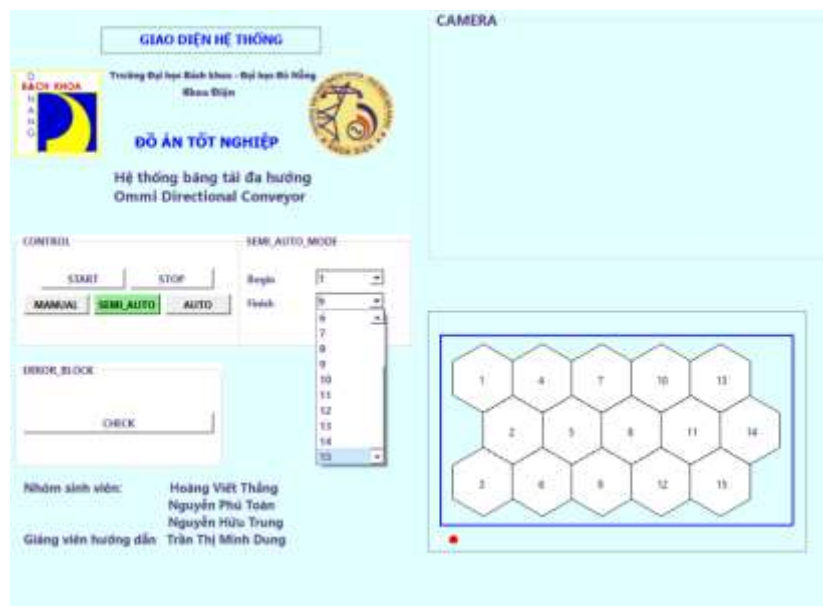 GIAO DIỆN HỆ THỐNG
Trường Đại học Bách khoa - Đại học Đà Nẵng
Khoa Điện
BÁCH KHOA
ĐỒ ÁN TỐT NGHIỆP
Hệ thống băng tải đa hướng
Ommi Directional Conveyor
CONTROL
START
STOP
MANUAL
SEMI_AUTO
AUTO
SEMI_AUTO_MODE
Begin
1
Finish
9
6
7
8
9
10
11
12
13
14
15
ERROR_BLOCK
CHECK
Nhóm sinh viên: Hoàng Viết Thắng
Nguyễn Phú Toàn
Nguyễn Hữu Trung
Giảng viên hướng dẫn Trần Thị Minh Dung
CAMERA
1 4 7 10 13
2 5 8 11 14
3 6 9 12 15